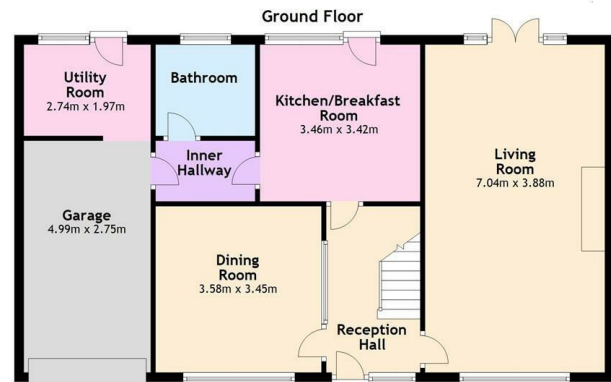 Ground Floor
Utility
Room
2.74m x 1.97m
Bathroom
Kitchen/Breakfast
Room
3.46m x 3.42m
Living
Room
7.04m x 3.88m
Inner
Hallway
Garage
4.99m x 2.75m
Dining
Room
3.58m x 3.45m
Reception
Hall